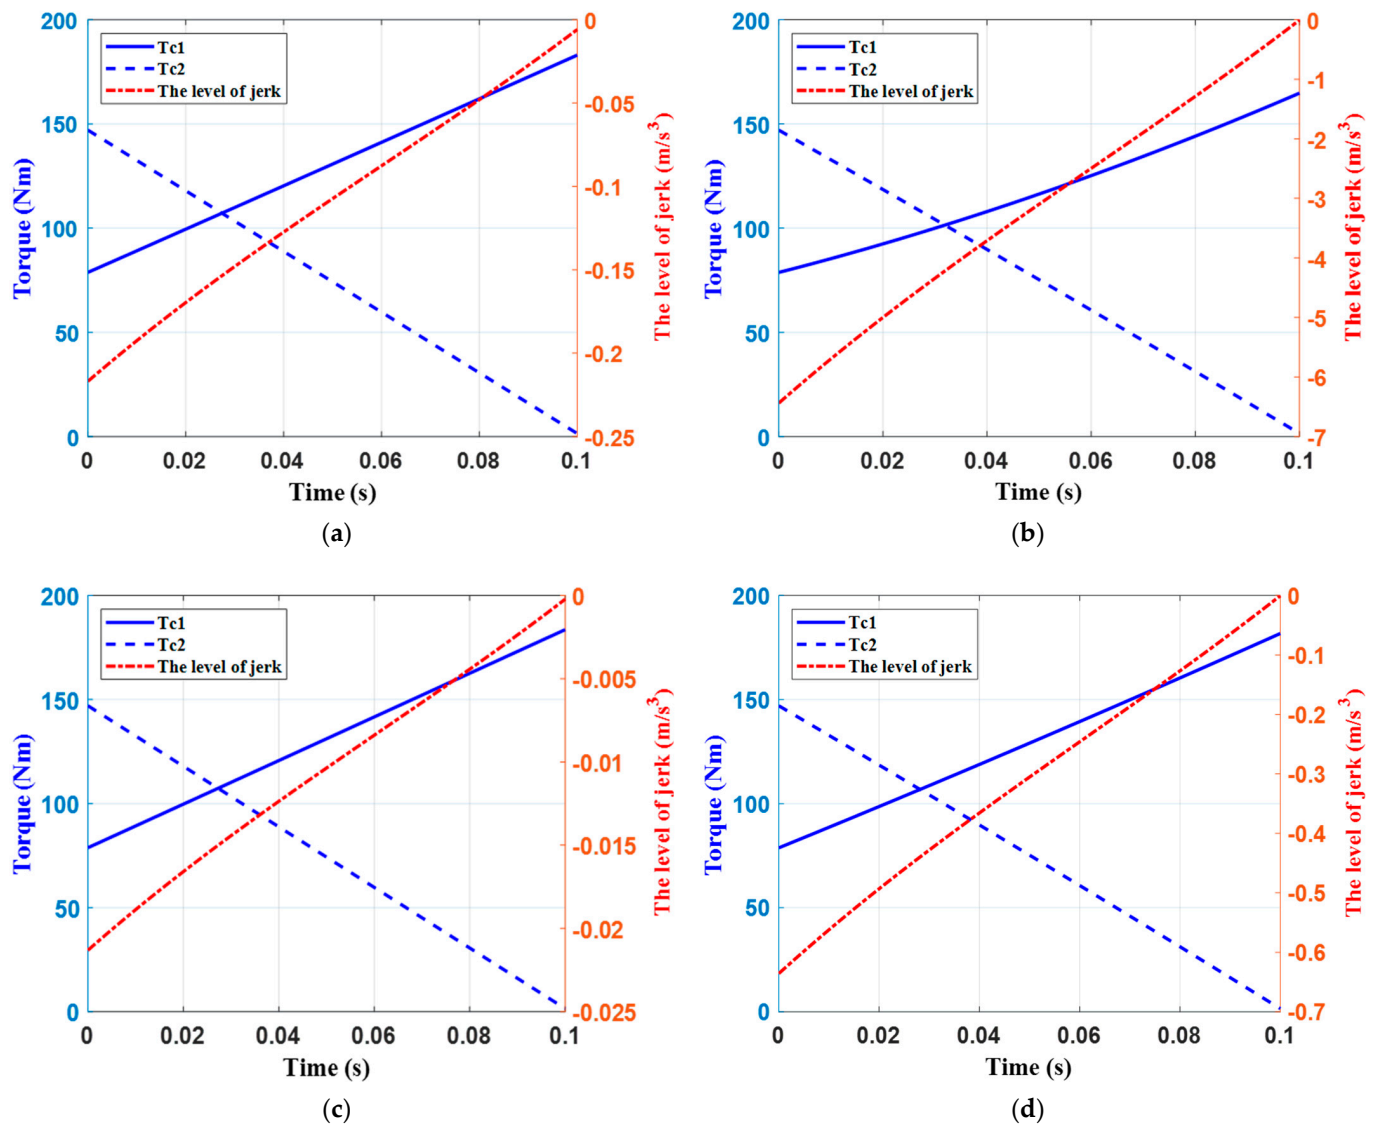 Tc1
Tc2
The level of jerk
200
150
100
50
0
Torque (Nm)
0
-0.05
-0.1
-0.15
-0.2
-0.25
The level of jerk (m/s³)
0 0.02 0.04 0.06 0.08 0.1
Time (s)
(a)
Tc1
Tc2
The level of jerk
200
150
100
50
0
Torque (Nm)
0
-1
-2
-3
-4
-5
-6
-7
The level of jerk (m/s³)
0 0.02 0.04 0.06 0.08 0.1
Time (s)
(b)
Tc1
Tc2
The level of jerk
200
150
100
50
0
Torque (Nm)
0
-0.005
-0.01
-0.015
-0.02
-0.025
The level of jerk (m/s³)
0 0.02 0.04 0.06 0.08 0.1
Time (s)
(c)
Tc1
Tc2
The level of jerk
200
150
100
50
0
Torque (Nm)
0
-0.1
-0.2
-0.3
-0.4
-0.5
-0.6
-0.7
The level of jerk (m/s³)
0 0.02 0.04 0.06 0.08 0.1
Time (s)
(d)